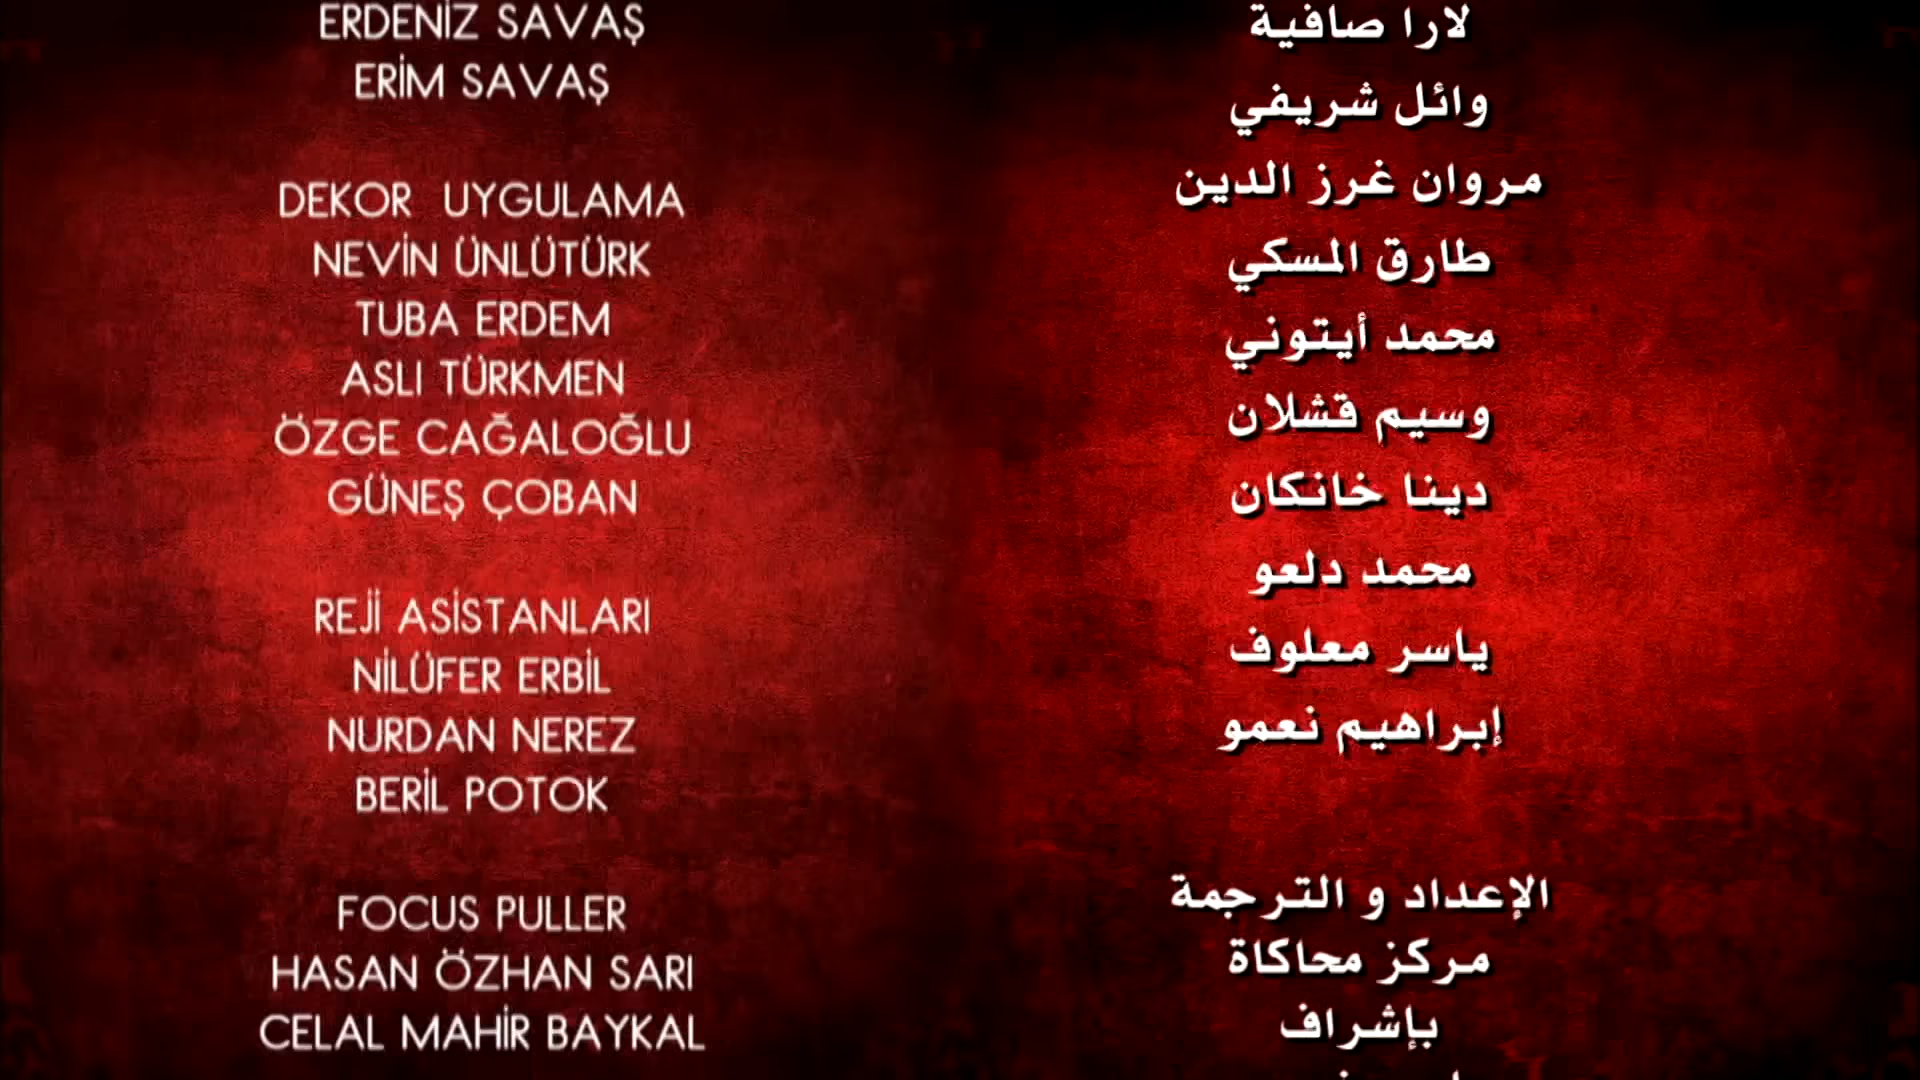 ERDENİZ SAVAŞ
ERİM SAVAŞ
DEKOR UYGULAMA
NEVİN ÜNLÜTÜRK
TUBA ERDEM
ASLI TÜRKMEN
ÖZGE CAĞALOĞLU
GÜNEŞ ÇOBAN
REJİ ASİSTANLARI
NİLÜFER ERBİL
NURDAN NEREZ
BERİL POTOK
FOCUS PULLER
HASAN ÖZHAN SARI
CELAL MAHİR BAYKAL
لارا صافية
وائل شريفي
مروان غرز الدين
طارق المسكي
محمد أيتوني
وسيم قشلان
دينا خانكان
محمد دلعو
ياسر معلوف
إبراهيم نعمو
الإعداد و الترجمة
مركز محاكاة
بإشراف